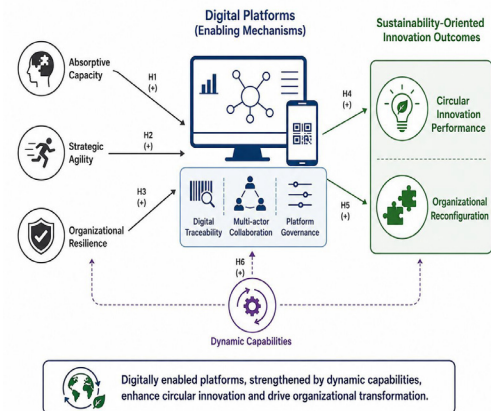 Digital Platforms
(Enabling Mechanisms)
Sustainability-Oriented
Innovation Outcomes
Absorptive
Capacity
H1
(+)
Strategic
Agility
H2
(+)
Organizational
Resilience
H3
(+)
Digital
Traceability
Multi-actor
Collaboration
Platform
Governance
H4
(+)
Circular
Innovation
Performance
H5
(+)
Organizational
Reconfiguration
H6
(+)
Dynamic Capabilities
Digitally enabled platforms, strengthened by dynamic capabilities,
enhance circular innovation and drive organizational transformation.